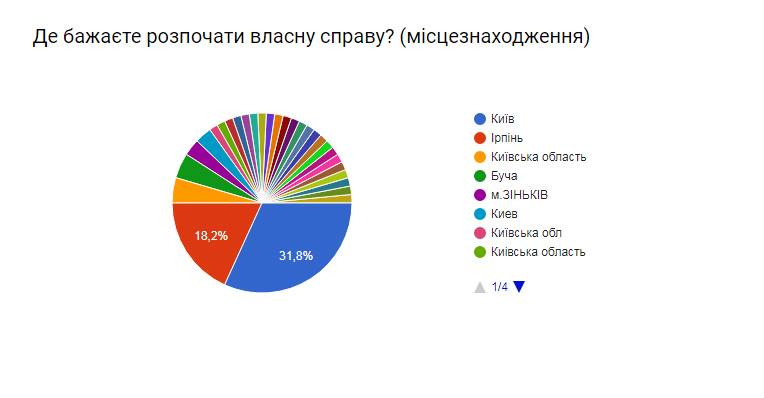 Де бажаєте розпочати власну справу? (місцезнаходження)
Київ
Ірпінь
Київська область
Буча
м.ЗІНЬКІВ
Киев
Київська обл
Киівська область
18,2%
31,8%
1/4